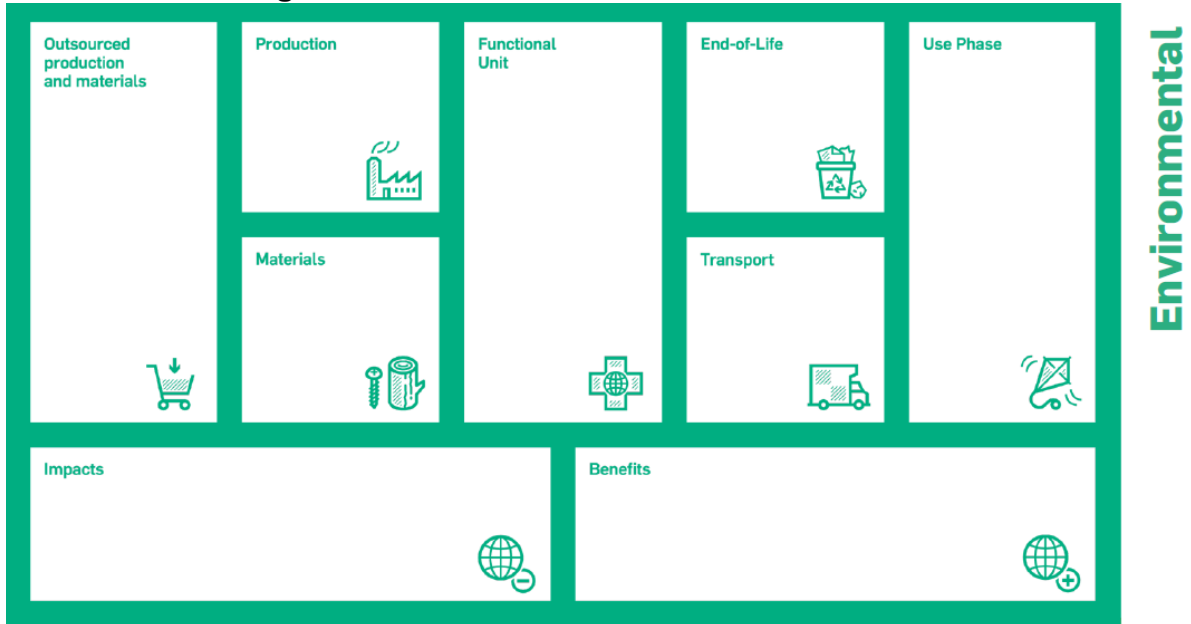 Outsourced
production
and materials
Production
Materials
Functional
Unit
End-of-Life
Transport
Use Phase
Impacts
Benefits
Environmental